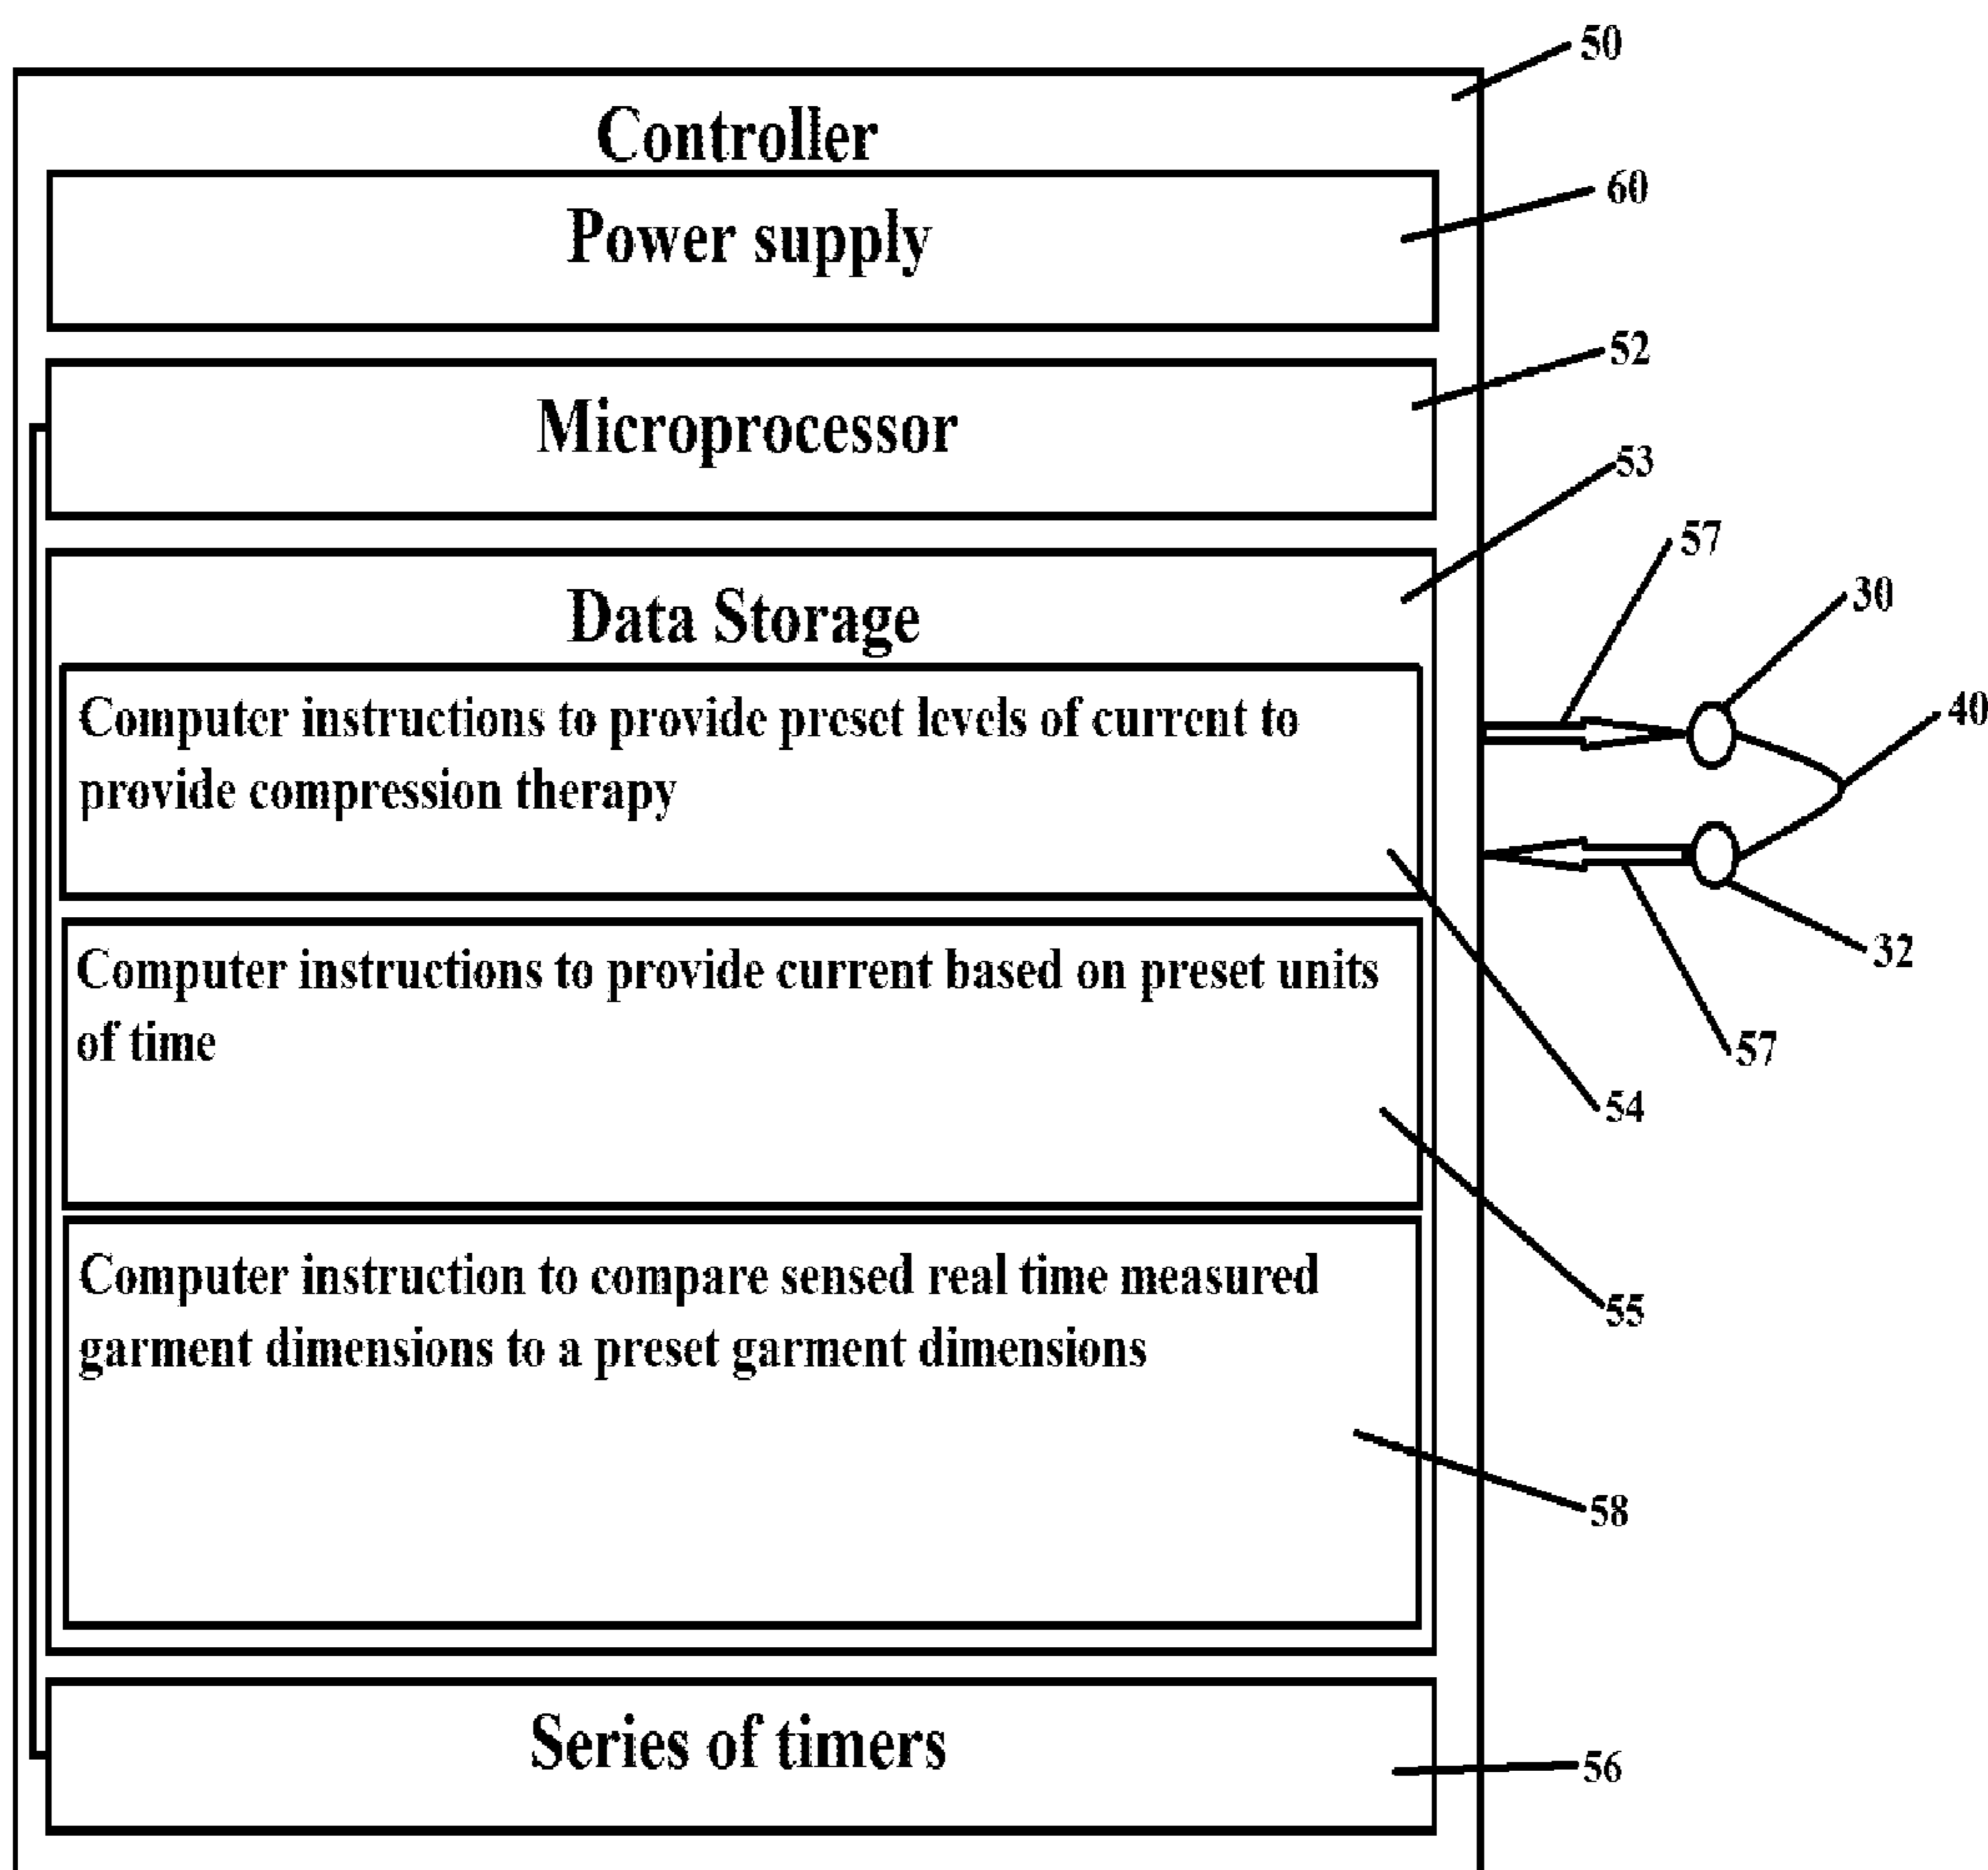 50
Controller
60
Power supply
52
Microprocessor
53
57
Data Storage
30
Computer instructions to provide preset levels of current to
provide compression therapy
40
32
Computer instructions to provide current based on preset units
of time
57
54
Computer instruction to compare sensed real time measured
garment dimensions to a preset garment dimensions
55
58
Series of timers
56